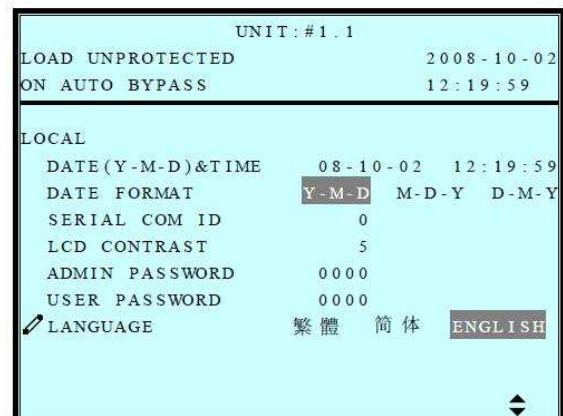 UNIT:#1.1
LOAD UNPROTECTED 2008-10-02
ON AUTO BYPASS 12:19:59
LOCAL
DATE(Y-M-D)&TIME 08-10-02 12:19:59
DATE FORMAT Y-M-D M-D-Y D-M-Y
SERIAL COM ID 0
LCD CONTRAST 5
ADMIN PASSWORD 0000
USER PASSWORD 0000
LANGUAGE 繁體 简体 ENGLISH